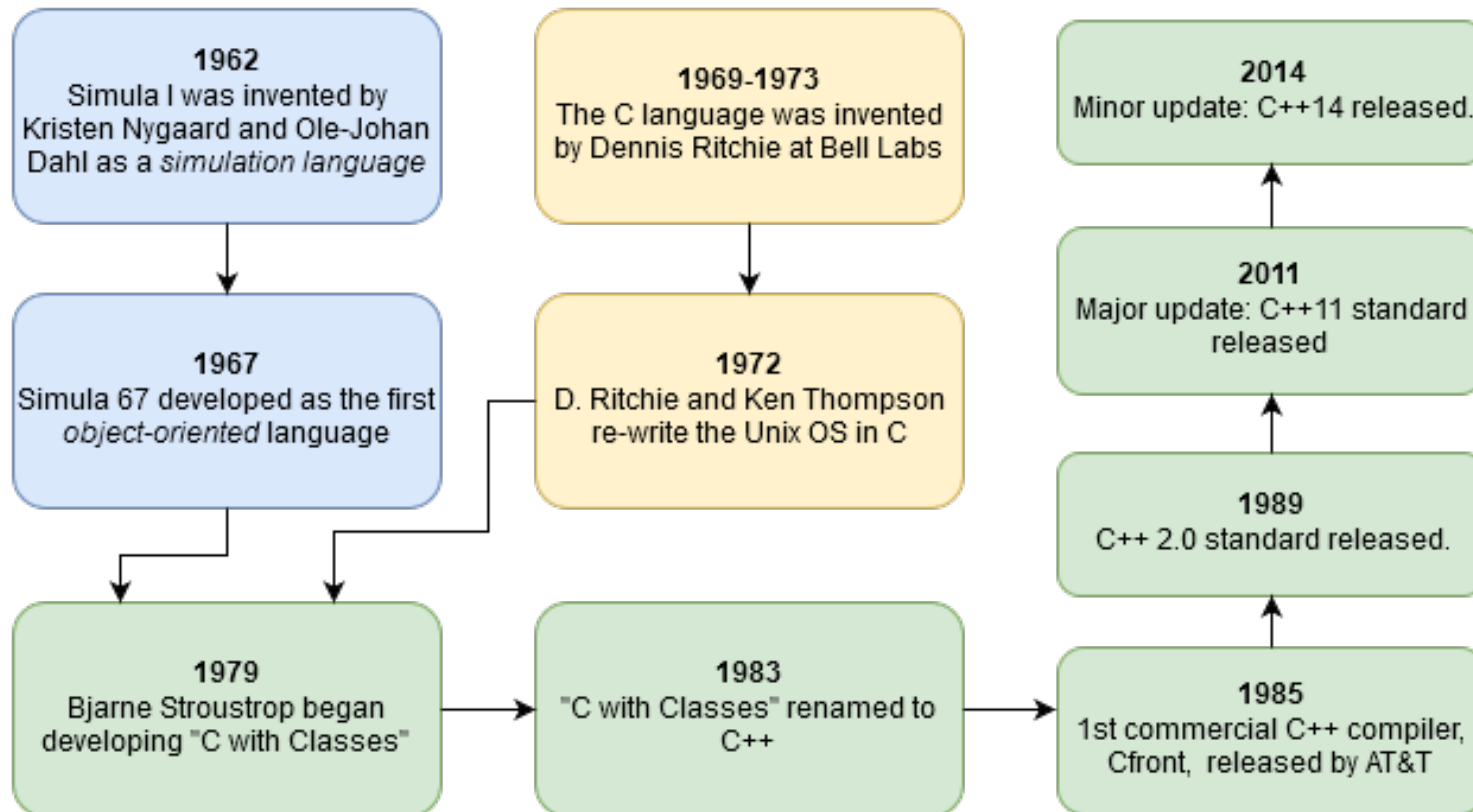 1962
Simula I was invented by
Kristen Nygaard and Ole-Johan
Dahl as a simulation language
1967
Simula 67 developed as the first
object-oriented language
1969-1973
The C language was invented
by Dennis Ritchie at Bell Labs
1972
D. Ritchie and Ken Thompson
re-write the Unix OS in C
1979
Bjarne Stroustrop began
developing "C with Classes"
1983
"C with Classes" renamed to
C++
1985
1st commercial C++ compiler,
Cfront, released by AT&T
1989
C++ 2.0 standard released.
2011
Major update: C++11 standard
released
2014
Minor update: C++14 released.